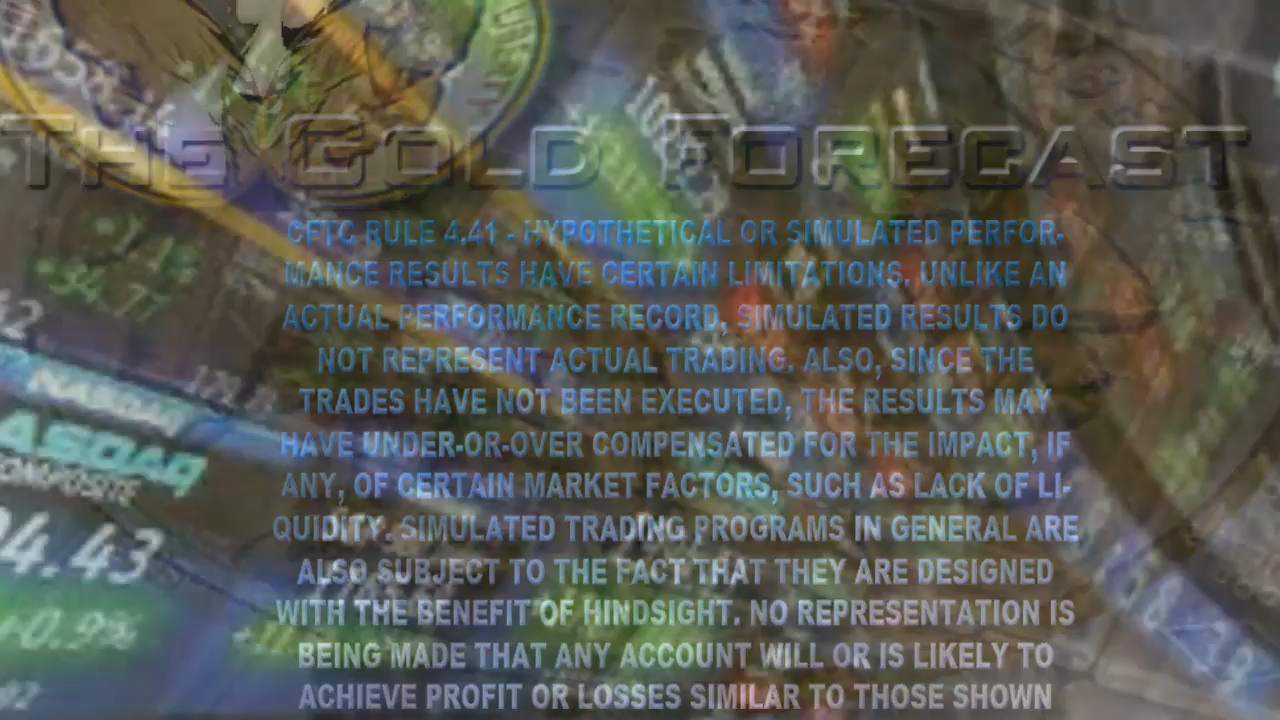 THE GOLD FORECAST
CFTC RULE 4.41 - HYPOTHETICAL OR SIMULATED PERFOR-
MANCE RESULTS HAVE CERTAIN LIMITATIONS. UNLIKE AN
ACTUAL PERFORMANCE RECORD, SIMULATED RESULTS DO
NOT REPRESENT ACTUAL TRADING. ALSO, SINCE THE
TRADES HAVE NOT BEEN EXECUTED, THE RESULTS MAY
HAVE UNDER-OR-OVER COMPENSATED FOR THE IMPACT, IF
ANY, OF CERTAIN MARKET FACTORS, SUCH AS LACK OF LI-
QUIDITY. SIMULATED TRADING PROGRAMS IN GENERAL ARE
ALSO SUBJECT TO THE FACT THAT THEY ARE DESIGNED
WITH THE BENEFIT OF HINDSIGHT. NO REPRESENTATION IS
BEING MADE THAT ANY ACCOUNT WILL OR IS LIKELY TO
ACHIEVE PROFIT OR LOSSES SIMILAR TO THOSE SHOWN
ASDAQ
COMPOSITE
4.43
+0.9%